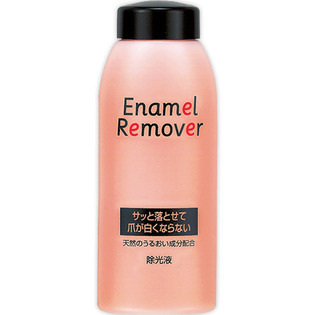 Enamel
Remover
サッと落とせて
爪が白くならない
天然のうるおい成分配合
除光液